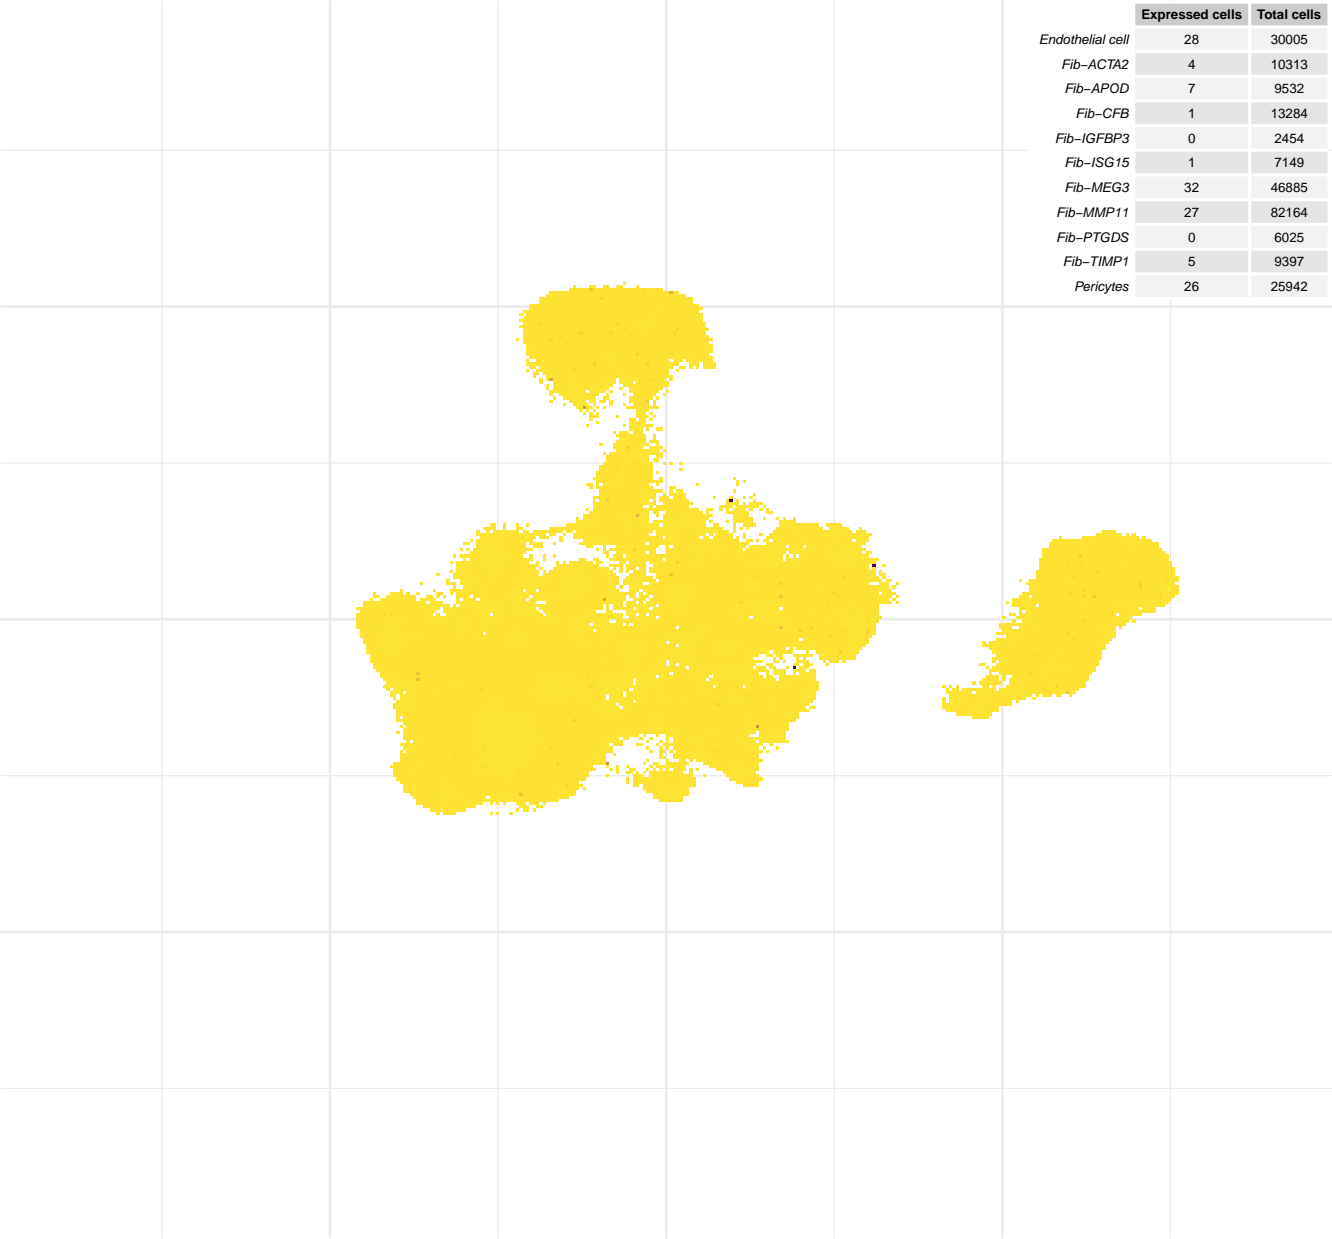 Expressed cells Total cells
Endothelial cell 28 30005
Fib−ACTA2 4 10313
Fib−APOD 7 9532
Fib−CFB 1 13284
Fib−IGFBP3 0 2454
Fib−ISG15 1 7149
Fib−MEG3 32 46885
Fib−MMP11 27 82164
Fib−PTGDS 0 6025
Fib−TIMP1 5 9397
Pericytes 26 25942